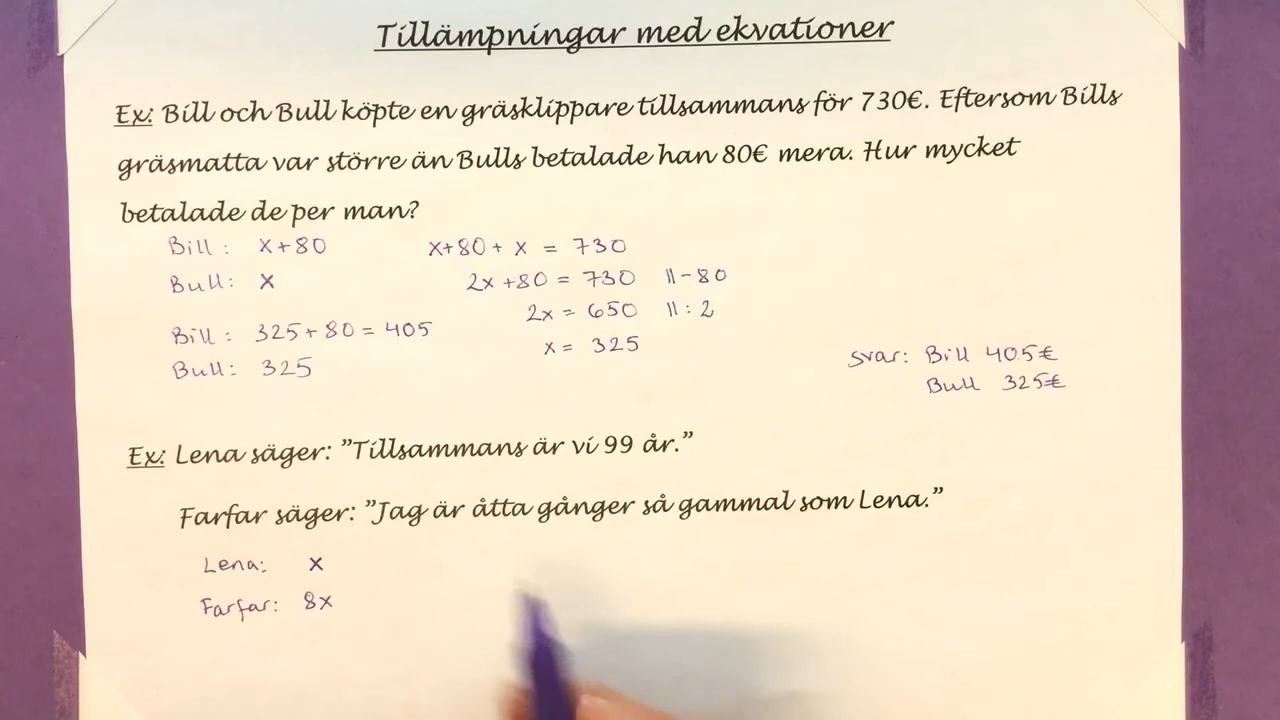 Tillämpningar med ekvationer
Ex: Bill och Bull köpte en gräsklippare tillsammans för 730€. Eftersom Bills
gräsmatta var större än Bulls betalade han 80€ mera. Hur mycket
betalade de per man?
Bill: x+80
Bull: x
Bill: 325+80 = 405
Bull: 325
x+80+ x = 730
2x +80 = 730 ||-80
2x = 650 ||:2
x = 325
svar: Bill 405€
Bull 325€
Ex: Lena säger: ”Tillsammans är vi 99 år.”
Farfar säger: ”Jag är åtta gånger så gammal som Lena.”
Lena: x
Farfar: 8x